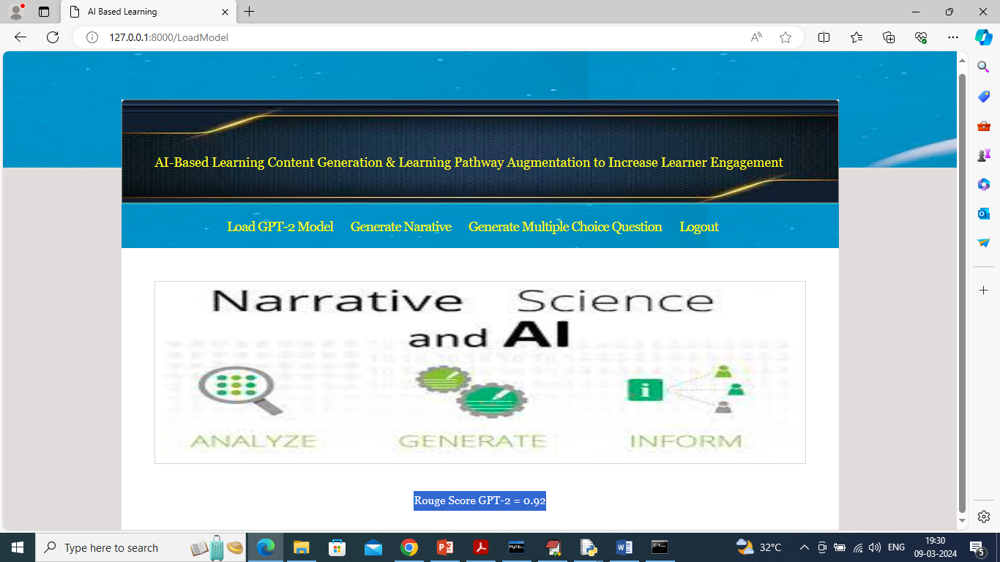 AI Based Learning
127.0.0.1:8000/LoadModel
AI-Based Learning Content Generation & Learning Pathway Augmentation to Increase Learner Engagement
Load GPT-2 Model Generate Narative Generate Multiple Choice Question Logout
Narrative Science
and AI
i
ANALYZE GENERATE INFORM
Rouge Score GPT-2 = 0.92
Type here to search
32°C
ENG
19:30
09-03-2024
5